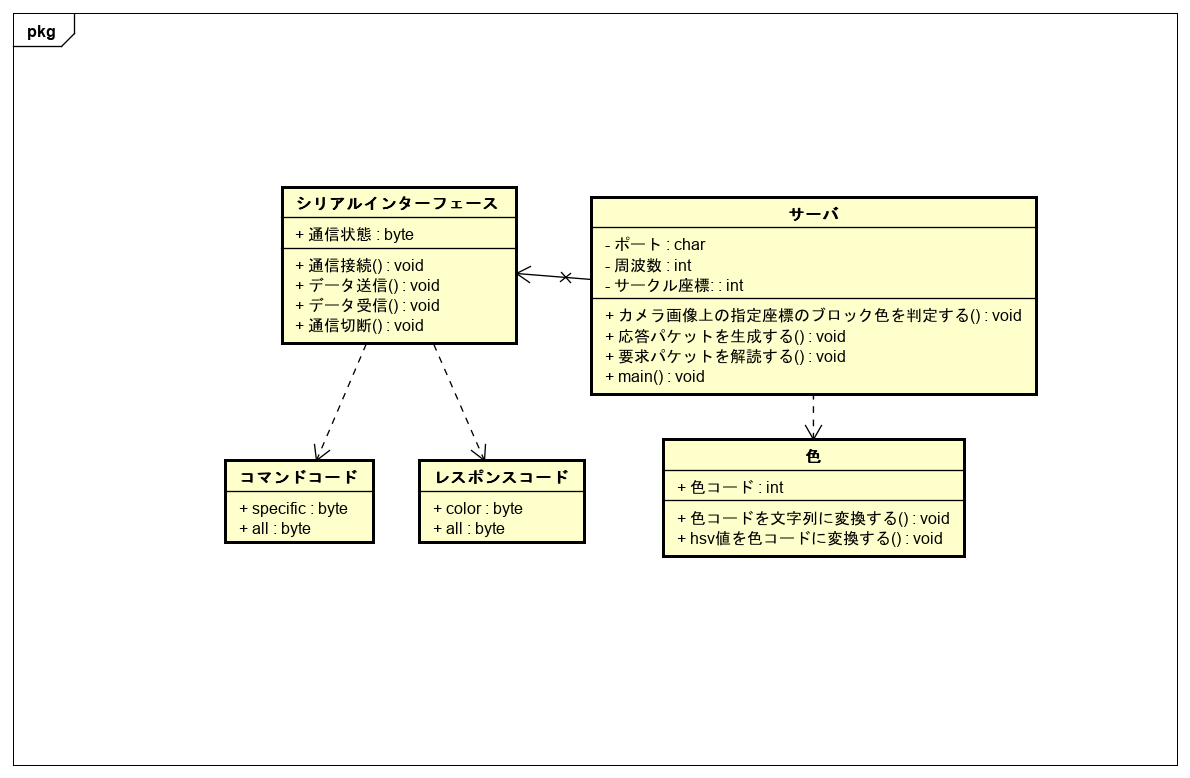 pkg
シリアルインターフェース
+ 通信状態 : byte
+ 通信接続() : void
+ データ送信() : void
+ データ受信() : void
+ 通信切断() : void
サーバ
- ポート : char
- 周波数 : int
- サークル座標: : int
+ カメラ画像上の指定座標のブロック色を判定する() : void
+ 応答パケットを生成する() : void
+ 要求パケットを解読する() : void
+ main() : void
コマンドコード
+ specific : byte
+ all : byte
レスポンスコード
+ color : byte
+ all : byte
色
+ 色コード : int
+ 色コードを文字列に変換する() : void
+ hsv値を色コードに変換する() : void